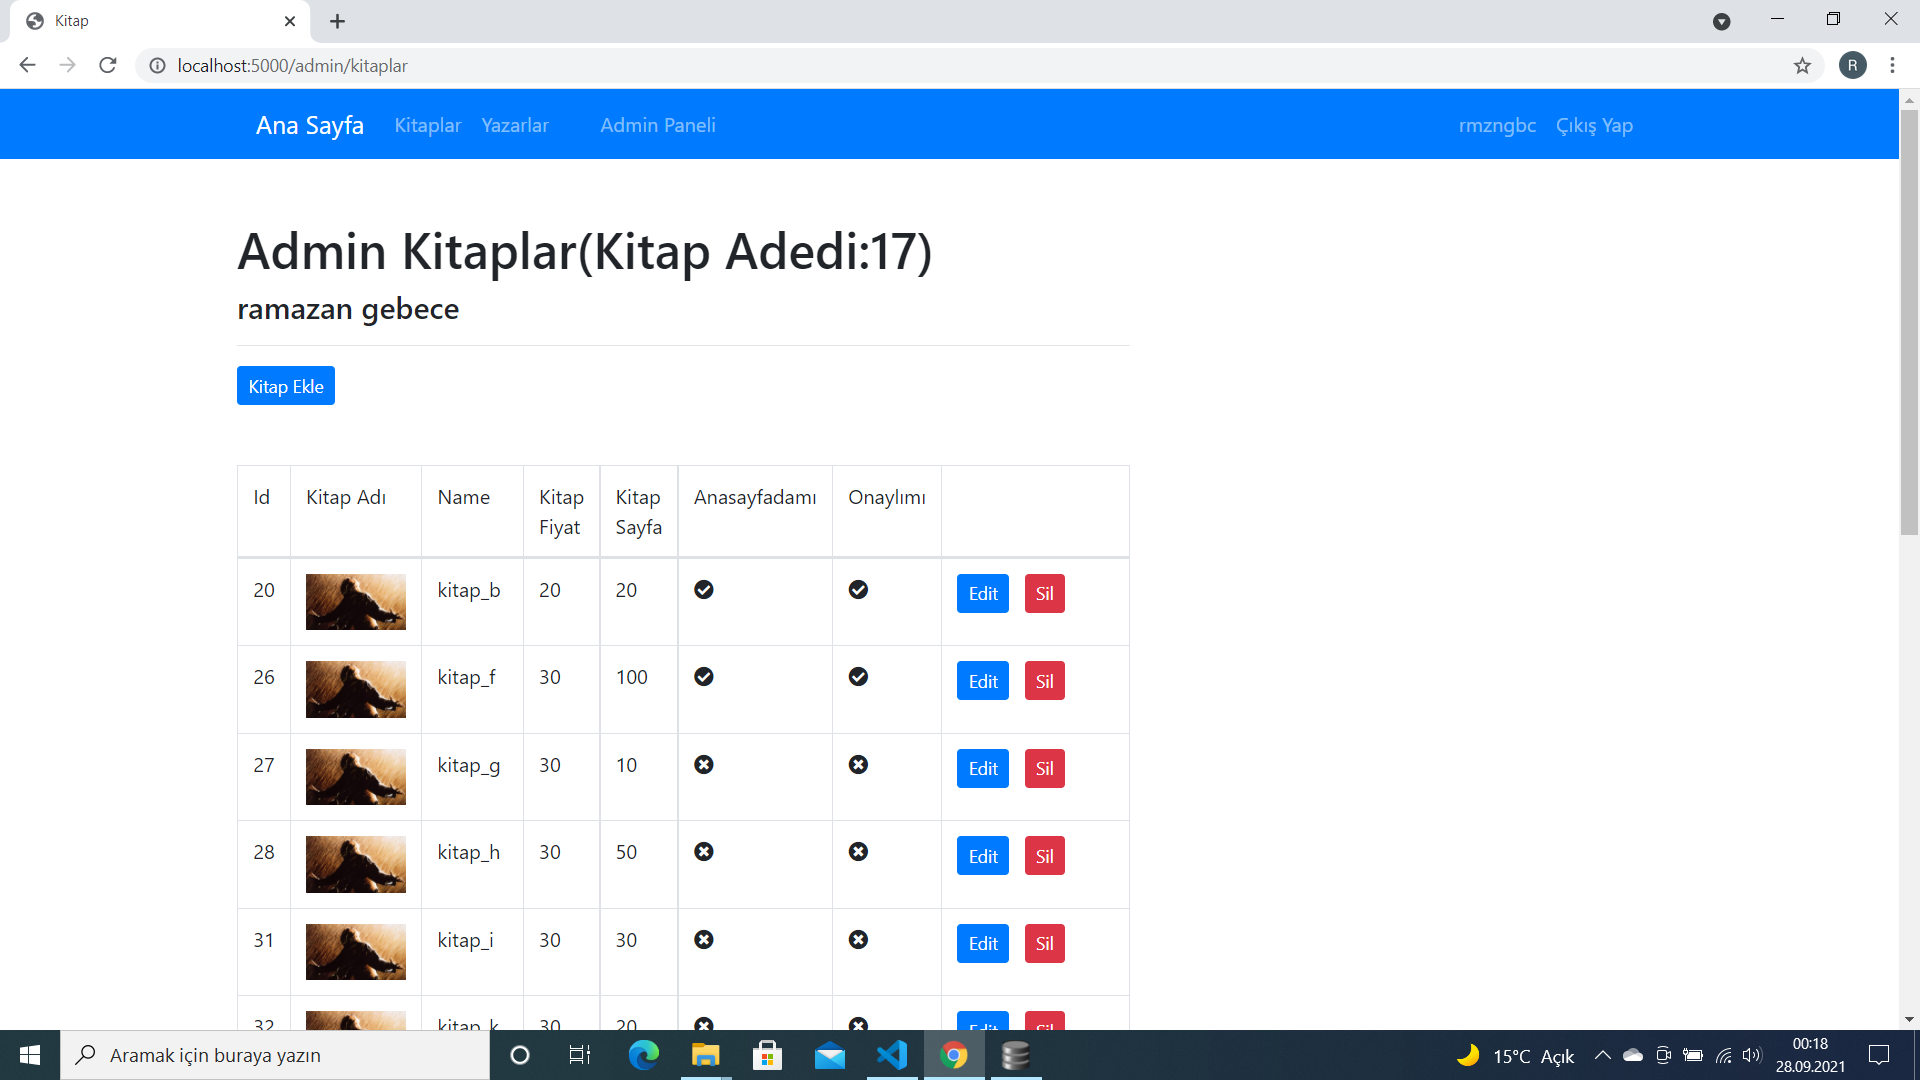 Kitap
localhost:5000/admin/kitaplar
R
Ana Sayfa Kitaplar Yazarlar Admin Paneli rmzngbc Çıkış Yap
Admin Kitaplar(Kitap Adedi:17)
ramazan gebece
Kitap Ekle
Id Kitap Adı Name Kitap Fiyat Kitap Sayfa Anasayfadamı Onaylımı
20 kitap_b 20 20 Edit Sil
26 kitap_f 30 100 Edit Sil
27 kitap_g 30 10 Edit Sil
28 kitap_h 30 50 Edit Sil
31 kitap_i 30 30 Edit Sil
32 kitap_k 30 20 Edit Sil
Aramak için buraya yazın
15°C Açık
00:18
28.09.2021